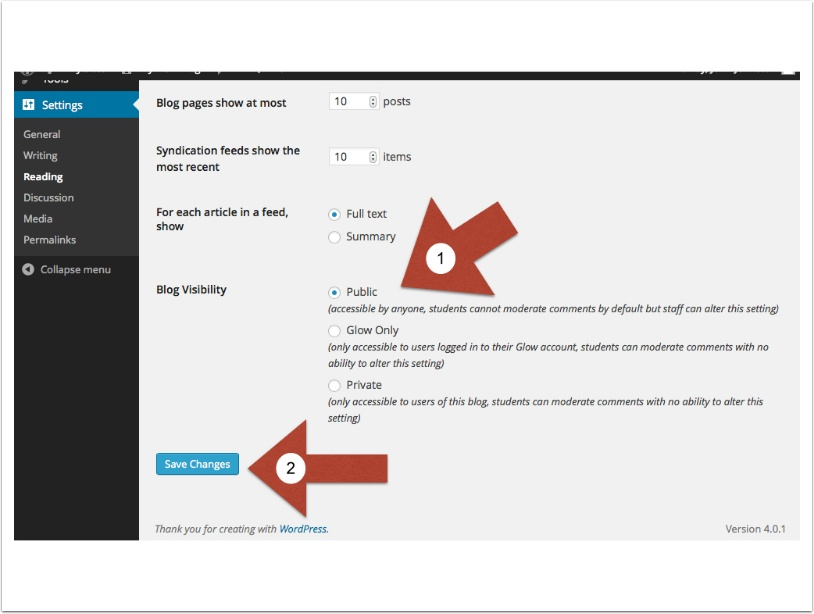 Tools
Settings
General
Writing
Reading
Discussion
Media
Permalinks
Collapse menu
Blog pages show at most 10 posts
Syndication feeds show the
most recent 10 items
For each article in a feed,
show
Full text
Summary
1
Blog Visibility
Public
(accessible by anyone, students cannot moderate comments by default but staff can alter this setting)
Glow Only
(only accessible to users logged in to their Glow account, students can moderate comments with no
ability to alter this setting)
Private
(only accessible to users of this blog, students can moderate comments with no ability to alter this
setting)
Save Changes
2
Thank you for creating with WordPress.
Version 4.0.1